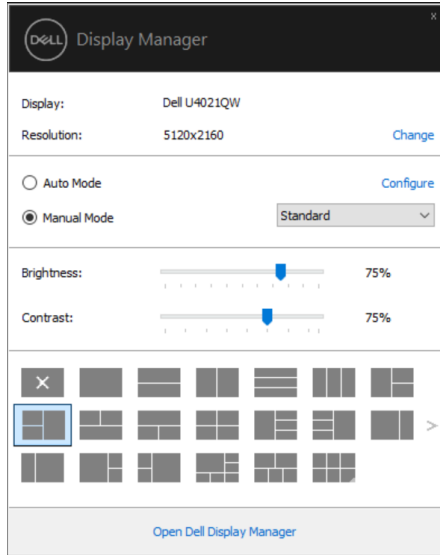 x
DELL Display Manager
Display: Dell U4021QW
Resolution: 5120x2160 Change
Auto Mode Configure
Manual Mode Standard
Brightness: 75%
Contrast: 75%
>
Open Dell Display Manager